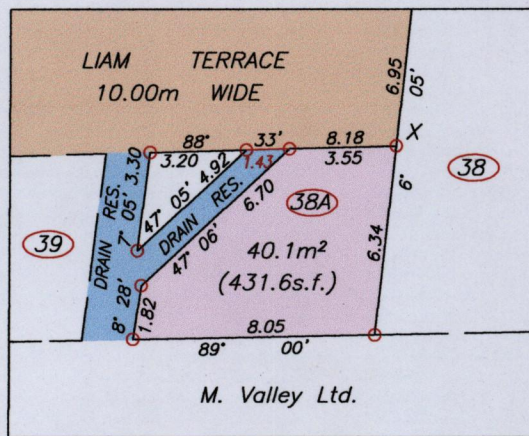 LIAM TERRACE
10.00m WIDE
6.95
05'
88° 33' 8.18
X
3.20 1.43 3.55
38
DRAIN RES.
7° 05' 3.30
47° 05' 4.92
DRAIN RES.
47° 06' 6.70
38A
6°
39
40.1m²
(431.6s.f.)
6.34
8° 28' 1.82
8.05
89° 00'
M. Valley Ltd.